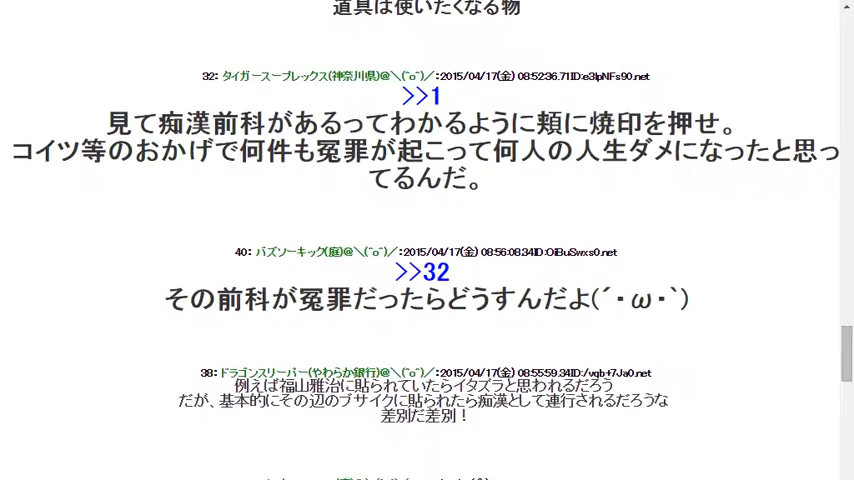 道具は使いたくなる物
32: タイガースープレックス(神奈川県)@＼(^o^)／:2015/04/17(金) 08:52:36.71ID:e3lpNFs90.net
>>1
見て痴漢前科があるってわかるように頬に焼印を押せ。
コイツ等のおかげで何件も冤罪が起こって何人の人生ダメになったと思っ
てるんだ。
40: バズソーキック(庭)@＼(^o^)／:2015/04/17(金) 08:56:08.34ID:OiBuSwxs0.net
>>32
その前科が冤罪だったらどうすんだよ(´・ω・`)
38: ドラゴンスリーパー(やわらか銀行)@＼(^o^)／:2015/04/17(金) 08:55:59.34ID:/vqb+7Ja0.net
例えば福山雅治に貼られていたらイタズラと思われるだろう
だが、基本的にその辺のブサイクに貼られたら痴漢として連行されるだろうな
差別だ差別！